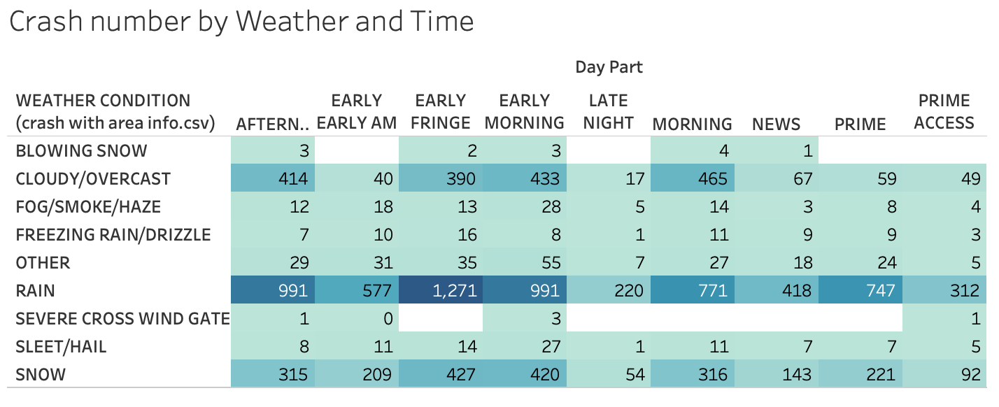 Crash number by Weather and Time
Day Part
WEATHER CONDITION EARLY EARLY EARLY LATE PRIME
(crash with area info.csv) AFTERN.. EARLY AM FRINGE MORNING NIGHT MORNING NEWS PRIME ACCESS
BLOWING SNOW 3 2 3 4 1
CLOUDY/OVERCAST 414 40 390 433 17 465 67 59 49
FOG/SMOKE/HAZE 12 18 13 28 5 14 3 8 4
FREEZING RAIN/DRIZZLE 7 10 16 8 1 11 9 9 3
OTHER 29 31 35 55 7 27 18 24 5
RAIN 991 577 1,271 991 220 771 418 747 312
SEVERE CROSS WIND GATE 1 0 3 1
SLEET/HAIL 8 11 14 27 1 11 7 7 5
SNOW 315 209 427 420 54 316 143 221 92